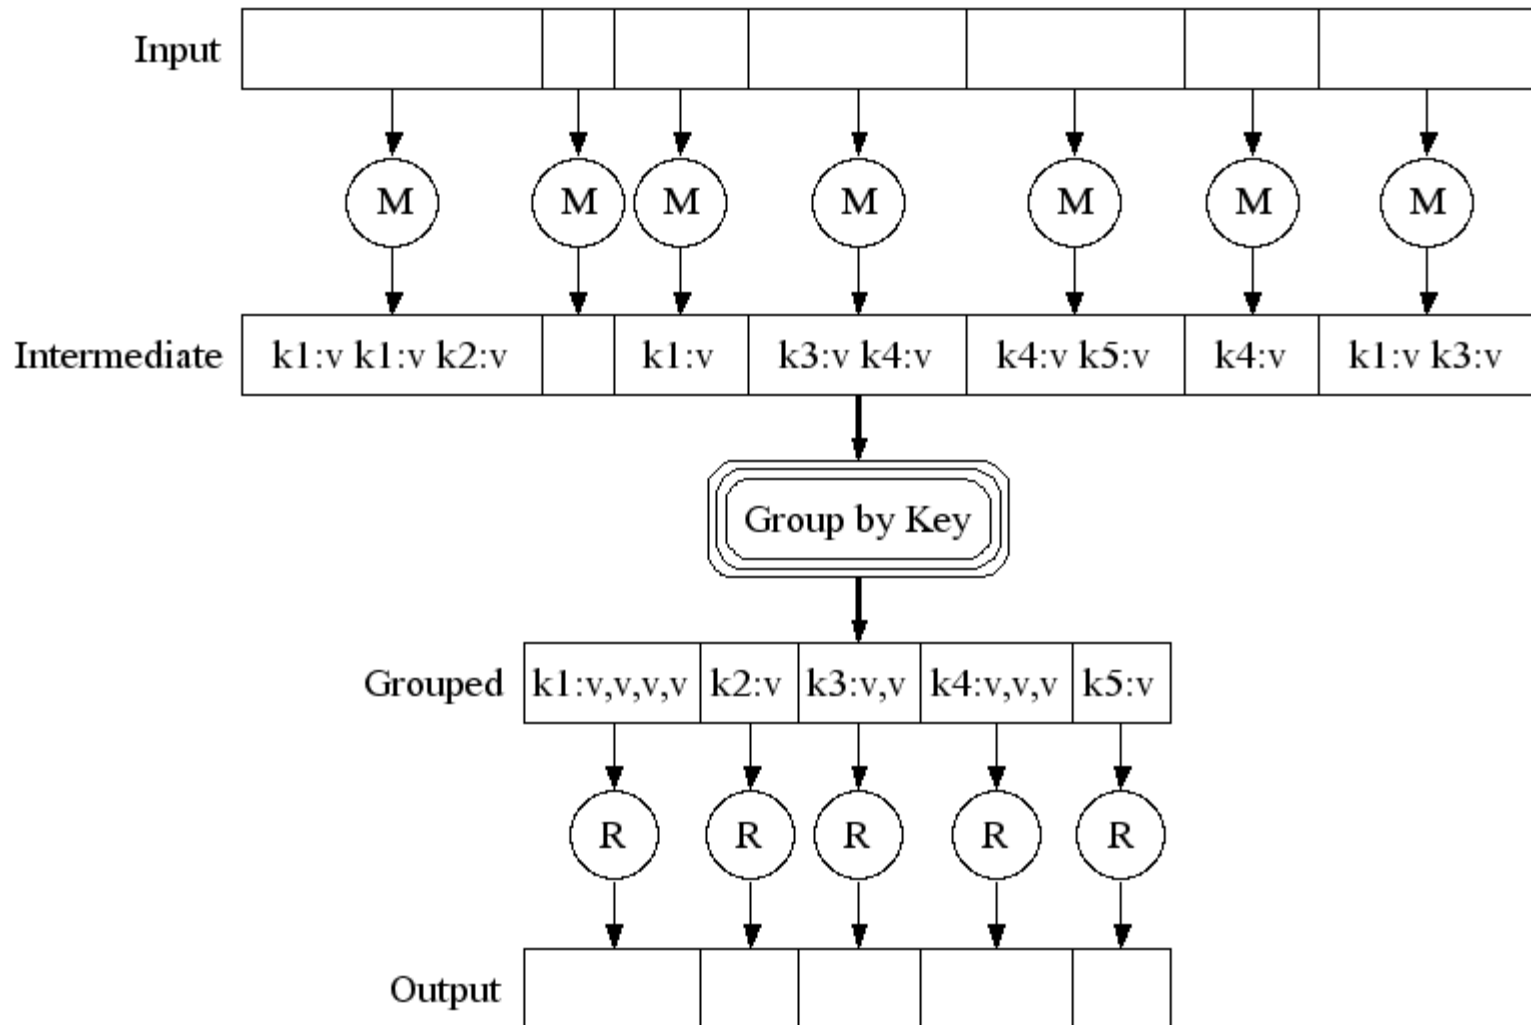 Input
M M M M M M M
Intermediate k1:v k1:v k2:v k1:v k3:v k4:v k4:v k5:v k4:v k1:v k3:v
Group by Key
Grouped k1:v,v,v,v k2:v k3:v,v k4:v,v,v k5:v
R R R R R
Output